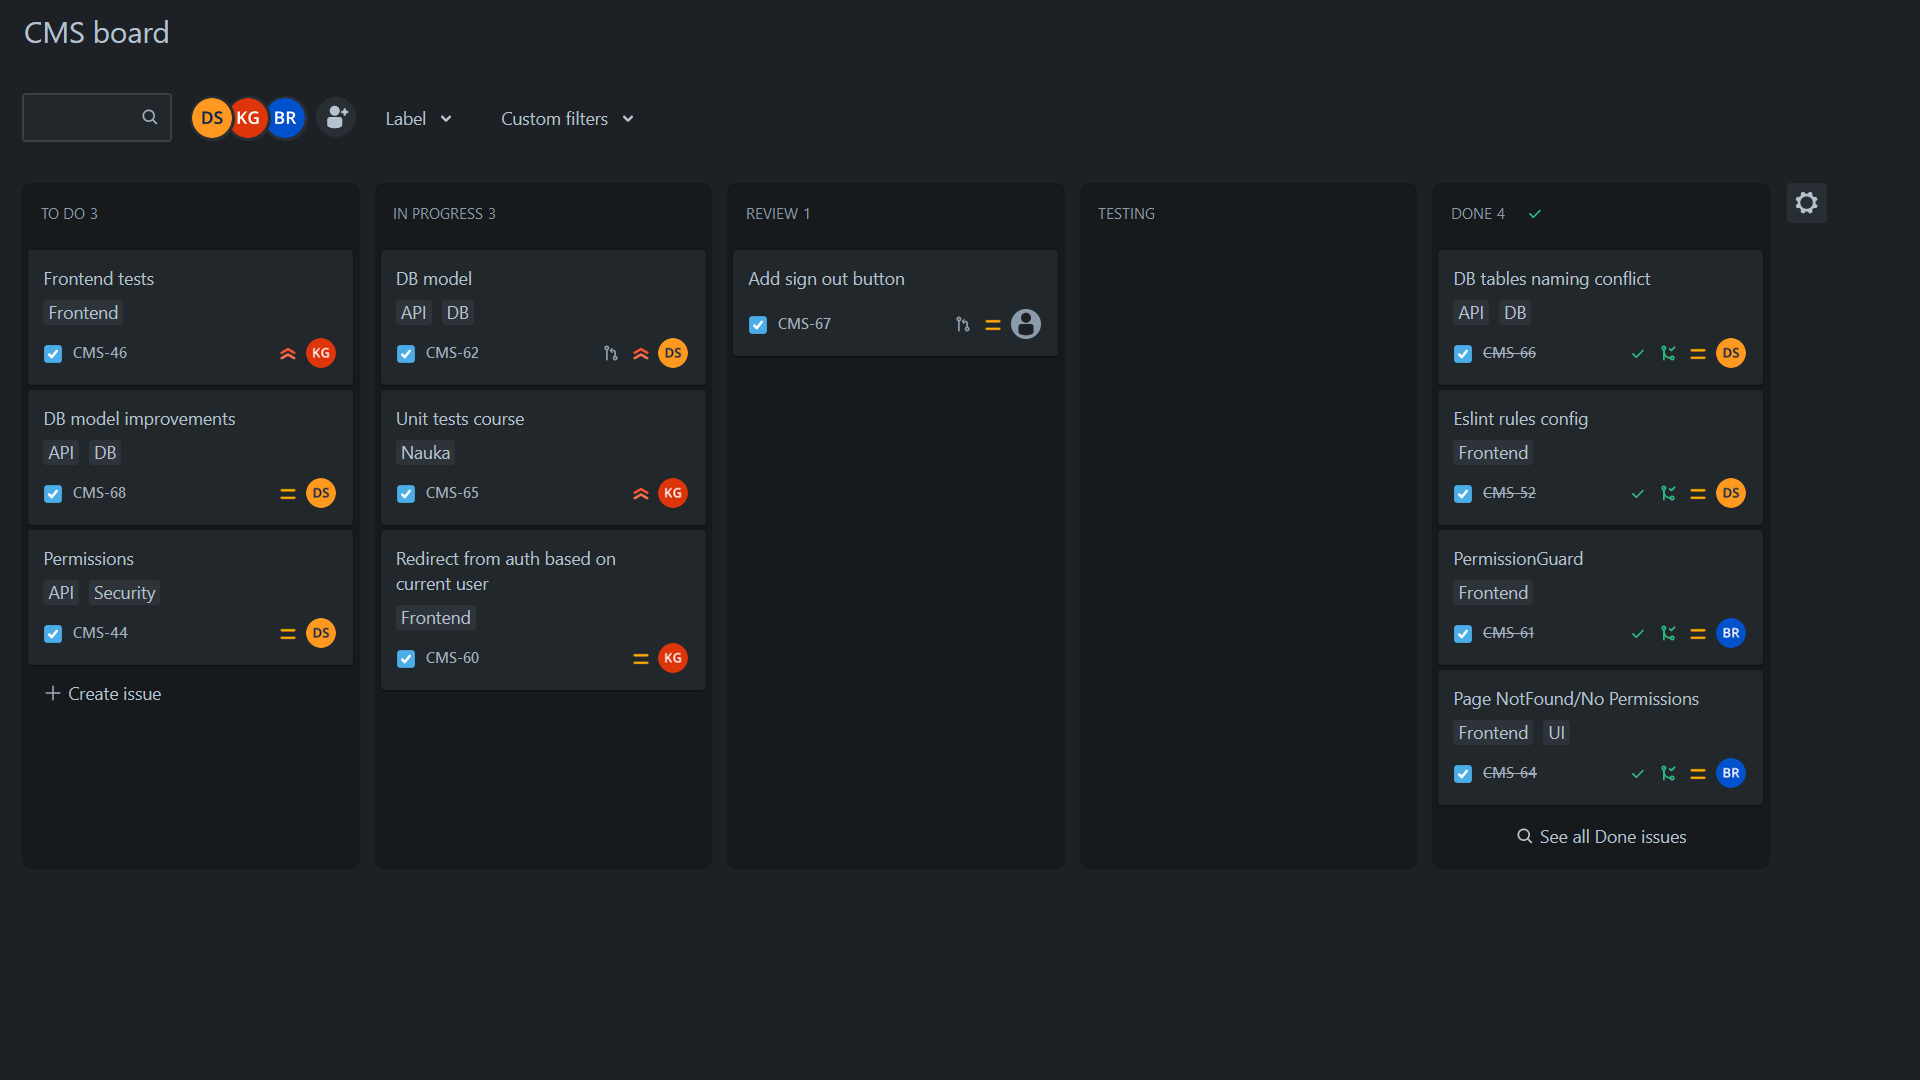 CMS board
DS KG BR Label Custom filters
TO DO 3
Frontend tests
Frontend
CMS-46 KG
DB model improvements
API DB
CMS-68 DS
Permissions
API Security
CMS-44 DS
Create issue
IN PROGRESS 3
DB model
API DB
CMS-62 DS
Unit tests course
Nauka
CMS-65 KG
Redirect from auth based on
current user
Frontend
CMS-60 KG
REVIEW 1
Add sign out button
CMS-67
TESTING
DONE 4
DB tables naming conflict
API DB
CMS-66 DS
Eslint rules config
Frontend
CMS-52 DS
PermissionGuard
Frontend
CMS-61 BR
Page NotFound/No Permissions
Frontend UI
CMS-64 BR
See all Done issues